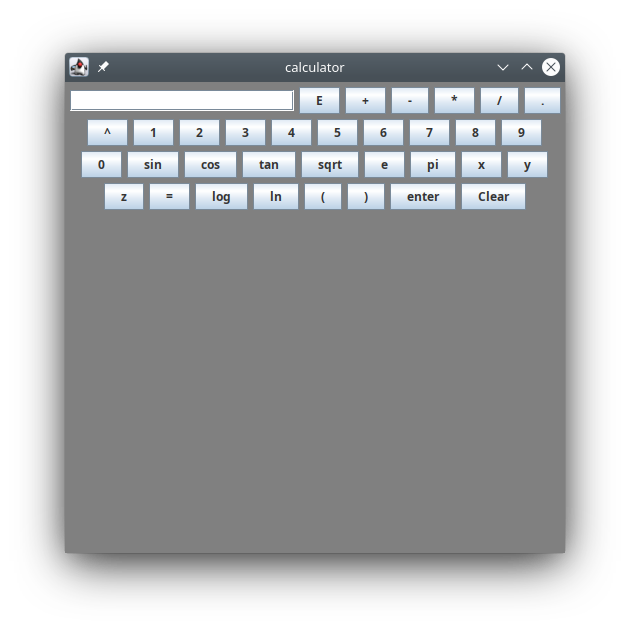 calculator
E + - * / .
^ 1 2 3 4 5 6 7 8 9
0 sin cos tan sqrt e pi x y
z = log ln ( ) enter Clear